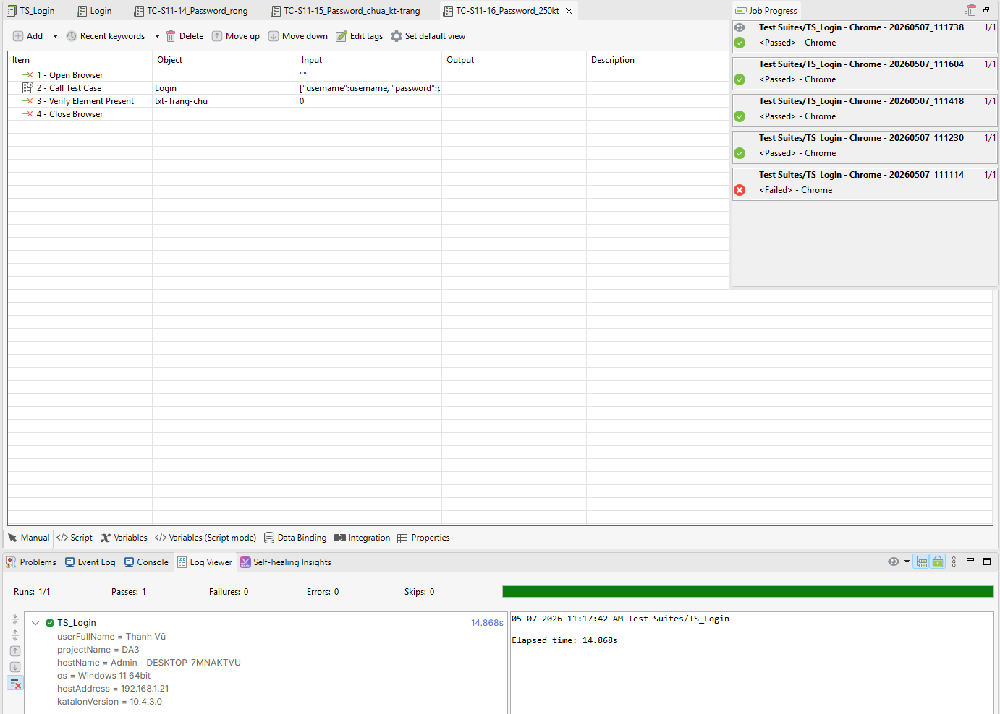 TS_Login
Login
TC-S11-14_Password_rong
TC-S11-15_Password_chua_kt-trang
TC-S11-16_Password_250kt
Add
Recent keywords
Delete
Move up
Move down
Edit tags
Set default view
Item Object Input Output Description
1 - Open Browser ""
2 - Call Test Case Login ["username":username, "password":p
3 - Verify Element Present txt-Trang-chu 0
4 - Close Browser
Job Progress
Test Suites/TS_Login - Chrome - 20260507_111738 1/1
<Passed> - Chrome
Test Suites/TS_Login - Chrome - 20260507_111604 1/1
<Passed> - Chrome
Test Suites/TS_Login - Chrome - 20260507_111418 1/1
<Passed> - Chrome
Test Suites/TS_Login - Chrome - 20260507_111230 1/1
<Passed> - Chrome
Test Suites/TS_Login - Chrome - 20260507_111114 1/1
<Failed> - Chrome
Manual
</> Script
Variables
</> Variables (Script mode)
Data Binding
Integration
Properties
Problems
Event Log
Console
Log Viewer
Self-healing Insights
Runs: 1/1 Passes: 1 Failures: 0 Errors: 0 Skips: 0
TS_Login 14.868s
userFullName = Thanh Vũ
projectName = DA3
hostName = Admin - DESKTOP-7MNAKTVU
os = Windows 11 64bit
hostAddress = 192.168.1.21
katalonVersion = 10.4.3.0
05-07-2026 11:17:42 AM Test Suites/TS_Login
Elapsed time: 14.868s